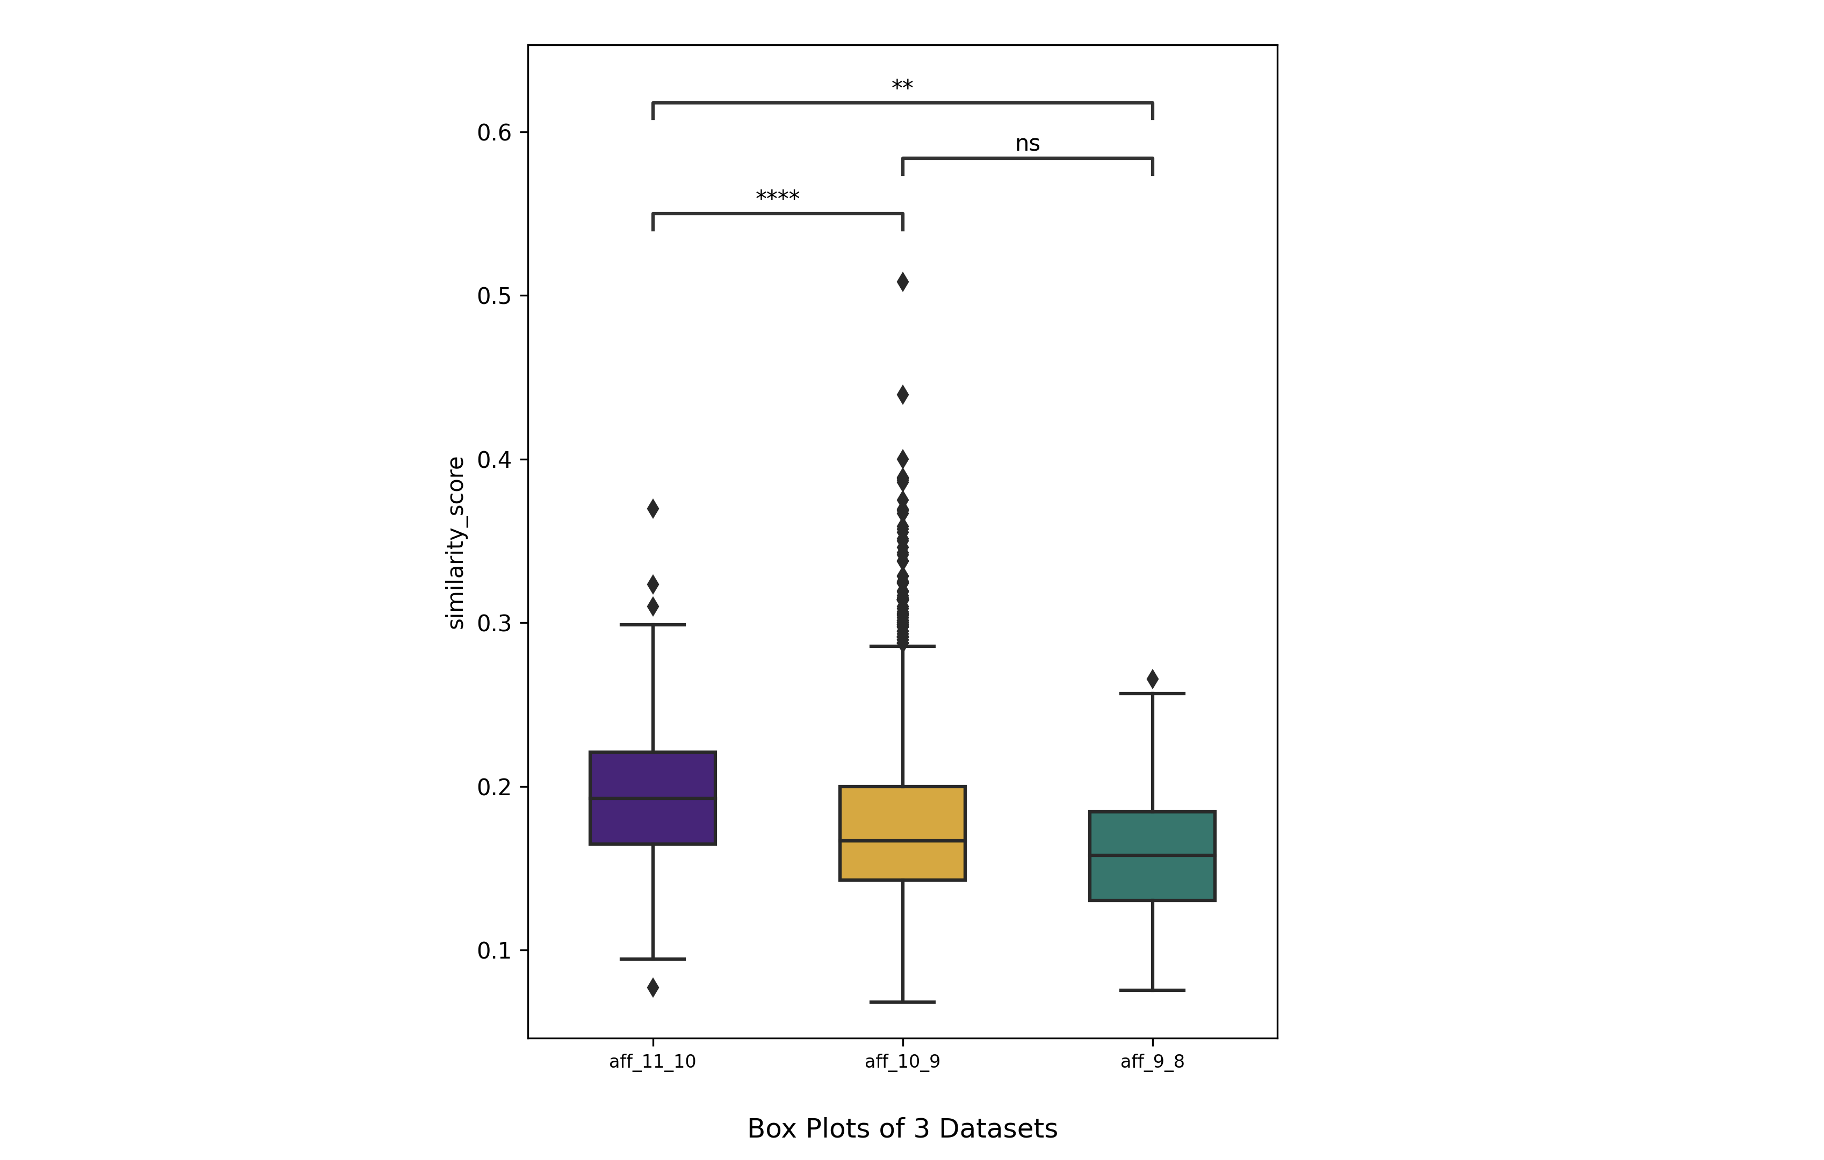 **
0.6
ns
****
0.5
0.4
similarity_score
0.3
0.2
0.1
aff_11_10 aff_10_9 aff_9_8
Box Plots of 3 Datasets